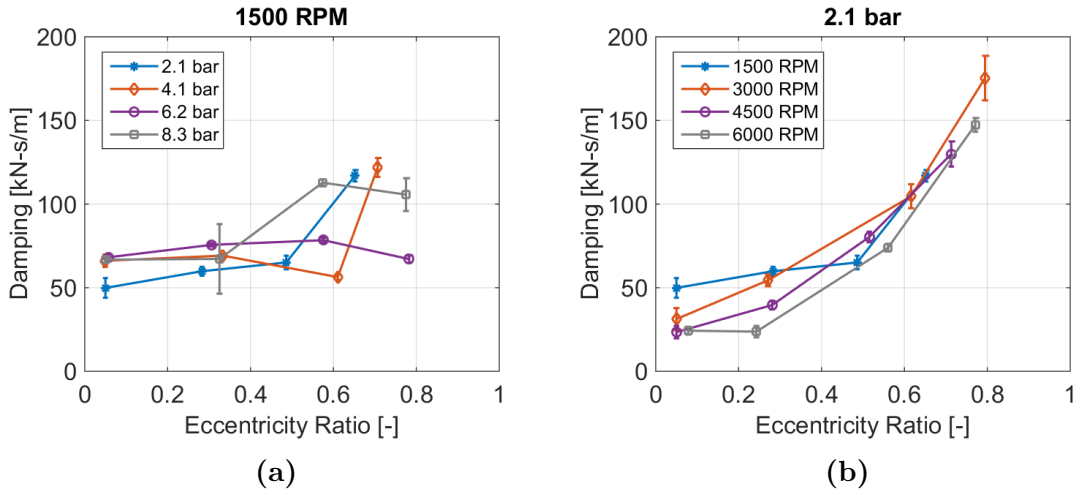 1500 RPM
200
150
100
50
0
Damping [kN-s/m]
2.1 bar
4.1 bar
6.2 bar
8.3 bar
0 0.2 0.4 0.6 0.8 1
Eccentricity Ratio [-]
(a)
2.1 bar
200
150
100
50
0
Damping [kN-s/m]
1500 RPM
3000 RPM
4500 RPM
6000 RPM
0 0.2 0.4 0.6 0.8 1
Eccentricity Ratio [-]
(b)